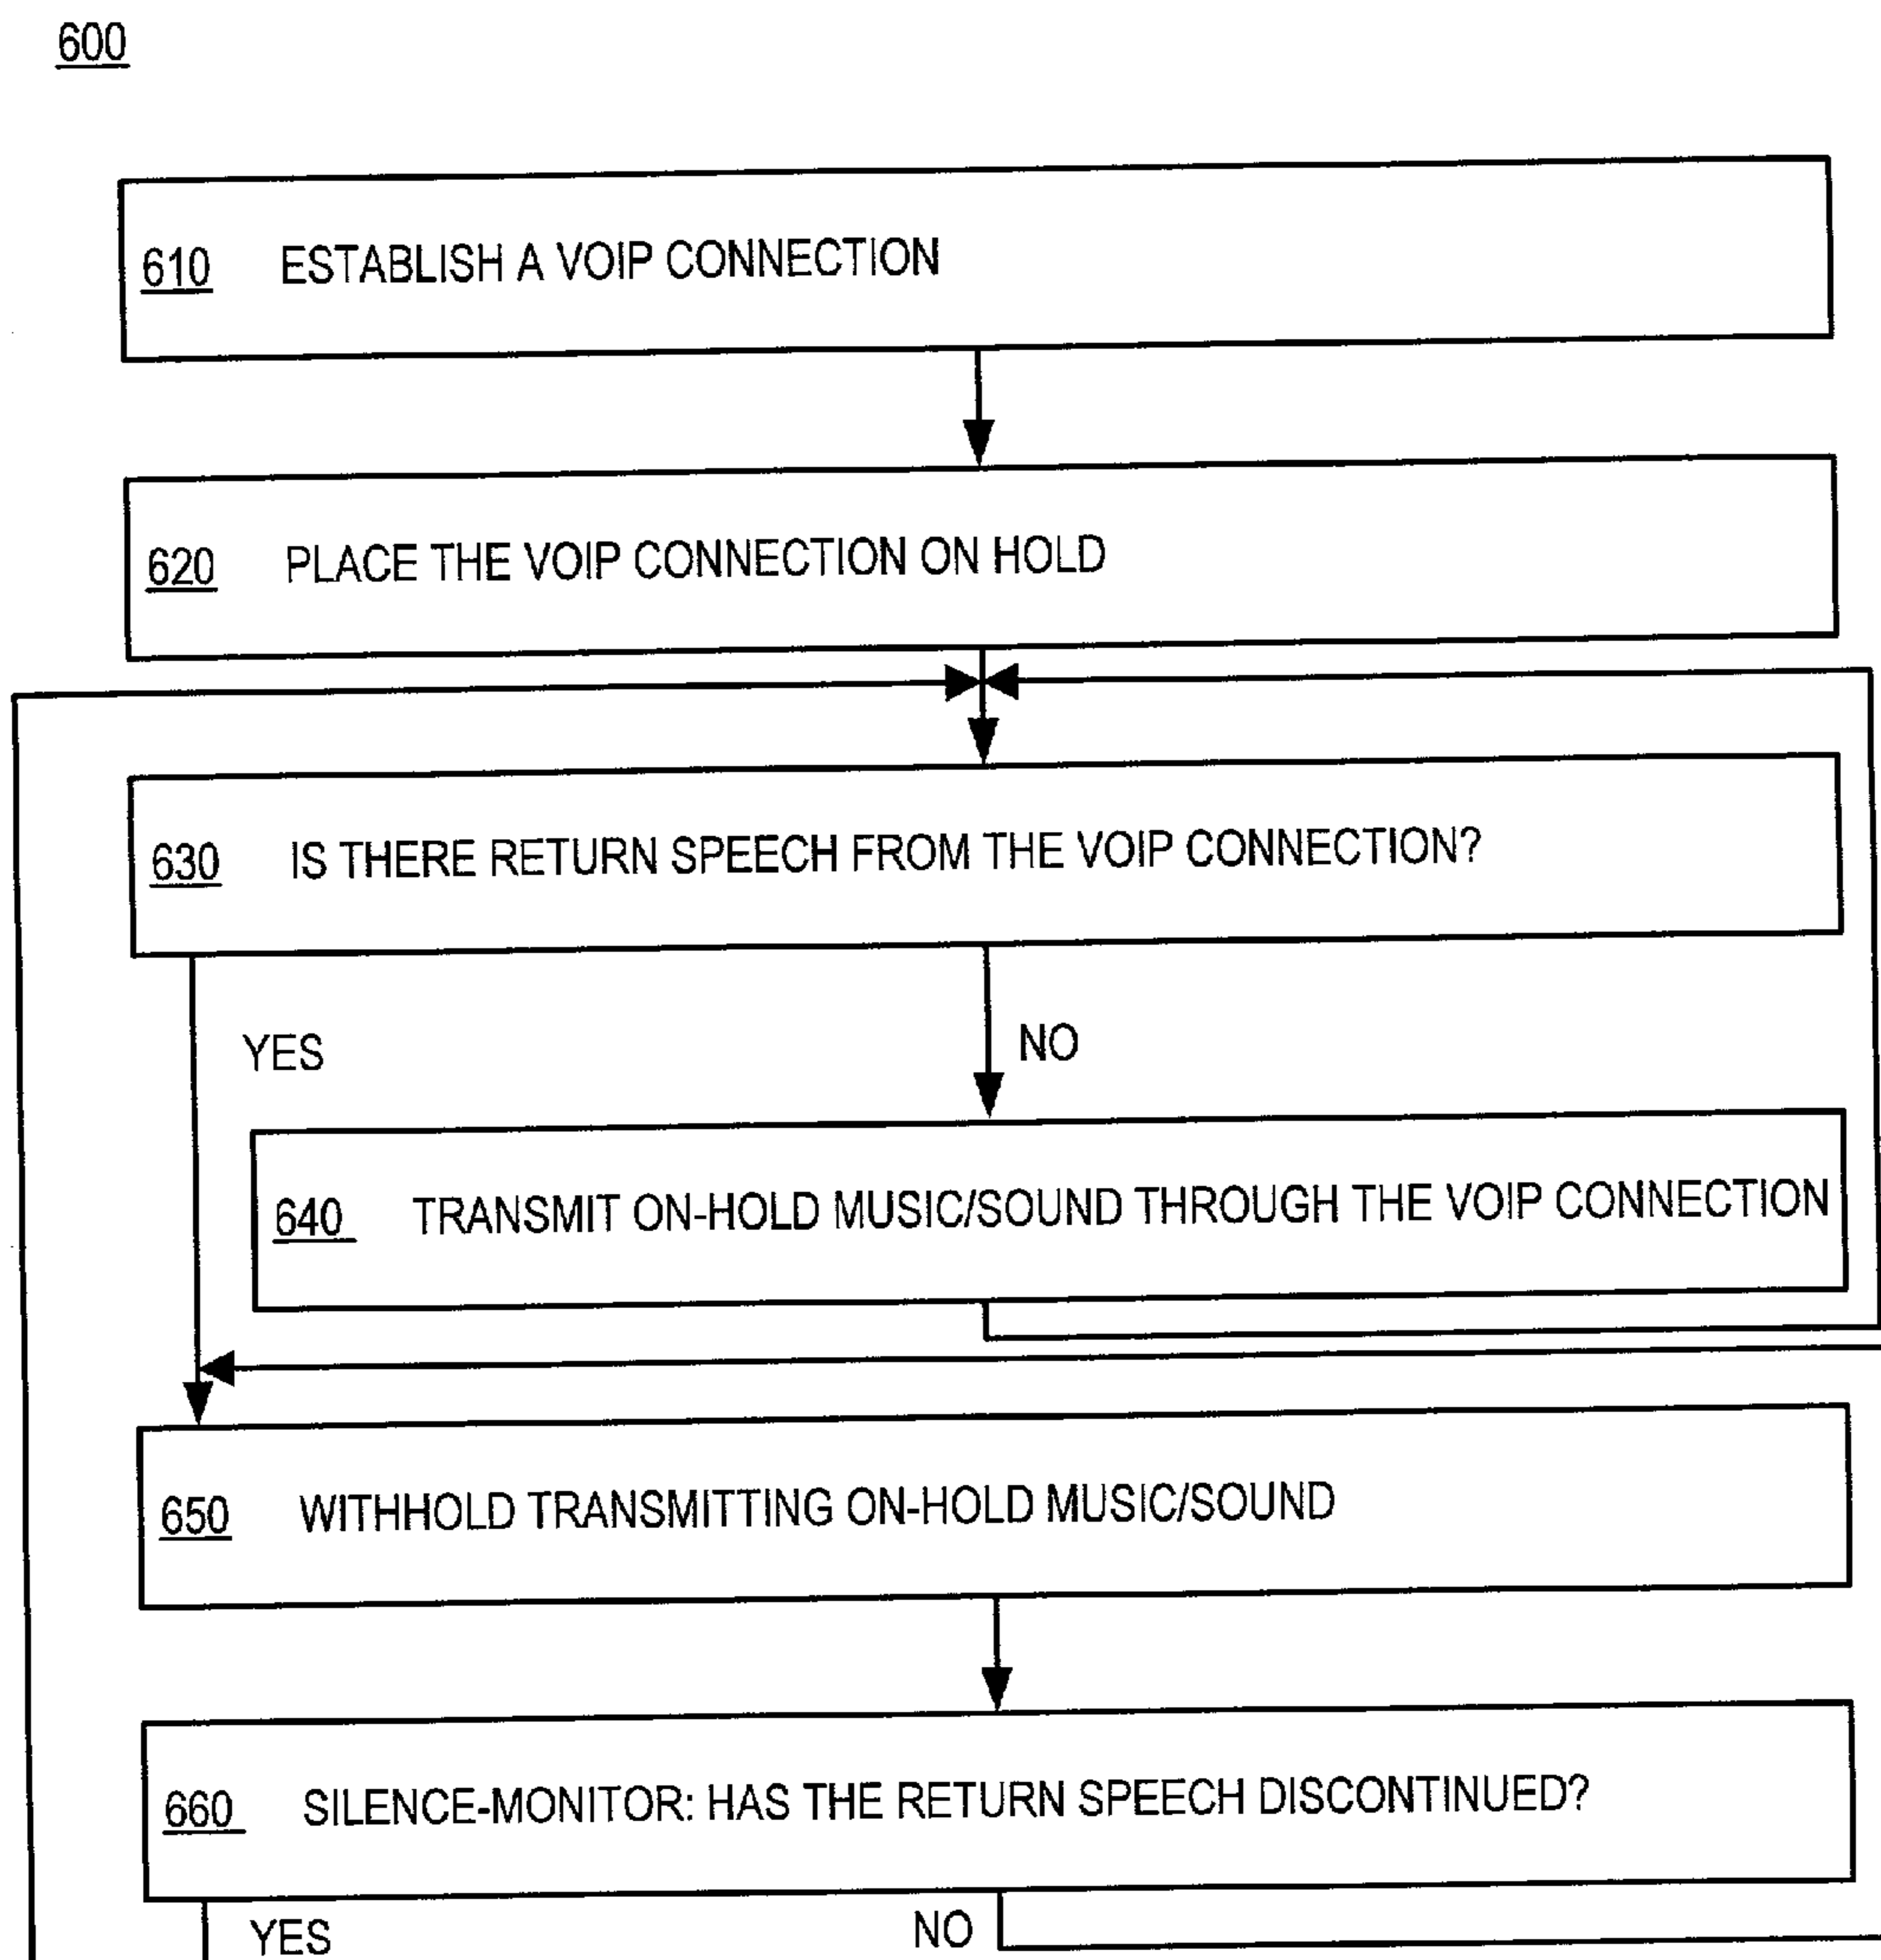 600
610 ESTABLISH A VOIP CONNECTION
620 PLACE THE VOIP CONNECTION ON HOLD
630 IS THERE RETURN SPEECH FROM THE VOIP CONNECTION?
YES
NO
640 TRANSMIT ON-HOLD MUSIC/SOUND THROUGH THE VOIP CONNECTION
650 WITHHOLD TRANSMITTING ON-HOLD MUSIC/SOUND
660 SILENCE-MONITOR: HAS THE RETURN SPEECH DISCONTINUED?
YES
NO